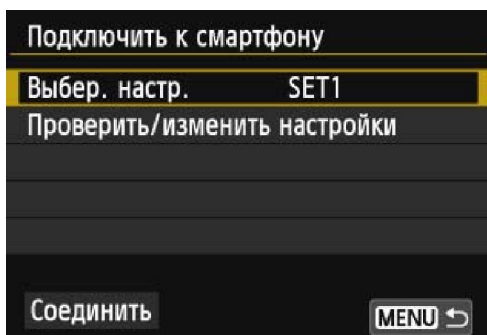 Подключить к смартфону
Выбер. настр. SET1
Проверить/изменить настройки
Соединить MENU